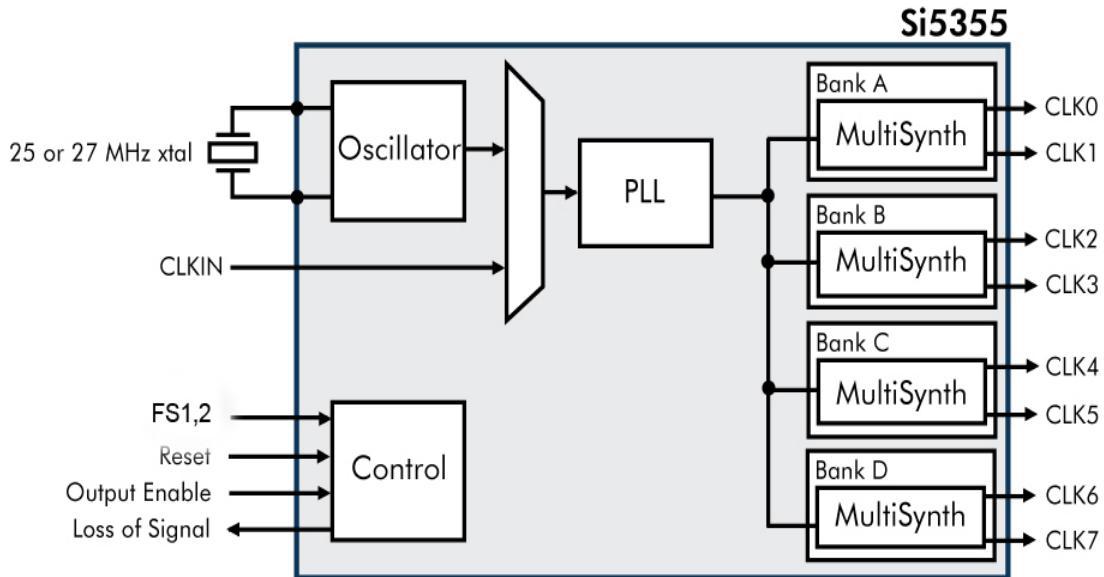 Si5355
25 or 27 MHz xtal
Oscillator
CLKIN
PLL
Bank A
MultiSynth
CLK0
CLK1
Bank B
MultiSynth
CLK2
CLK3
Bank C
MultiSynth
CLK4
CLK5
Bank D
MultiSynth
CLK6
CLK7
FS1,2
Reset
Output Enable
Loss of Signal
Control